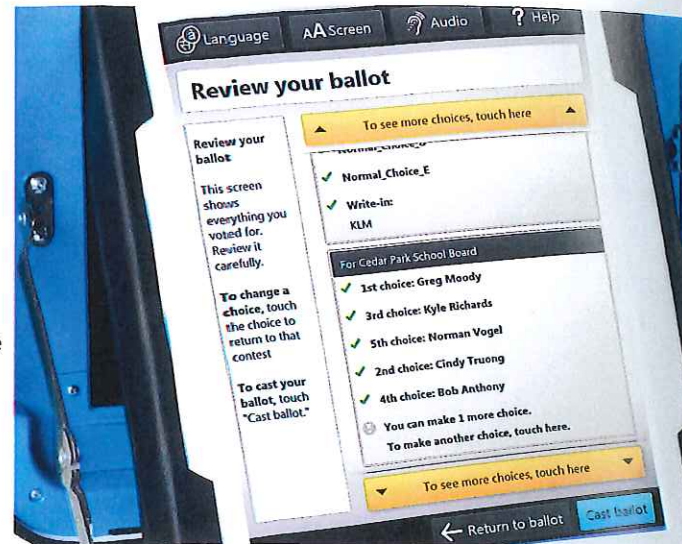 Language
AA Screen
Audio
? Help
Review your ballot
Review your
ballot
This screen
shows
everything you
voted for.
Review it
carefully.
To change a
choice, touch
the choice to
return to that
contest
To cast your
ballot, touch
"Cast ballot."
To see more choices, touch here
Normal_Choice_E
Write-in:
KLM
For Cedar Park School Board
1st choice: Greg Moody
3rd choice: Kyle Richards
5th choice: Norman Vogel
2nd choice: Cindy Truong
4th choice: Bob Anthony
You can make 1 more choice.
To make another choice, touch here.
To see more choices, touch here
Return to ballot
Cast ballot